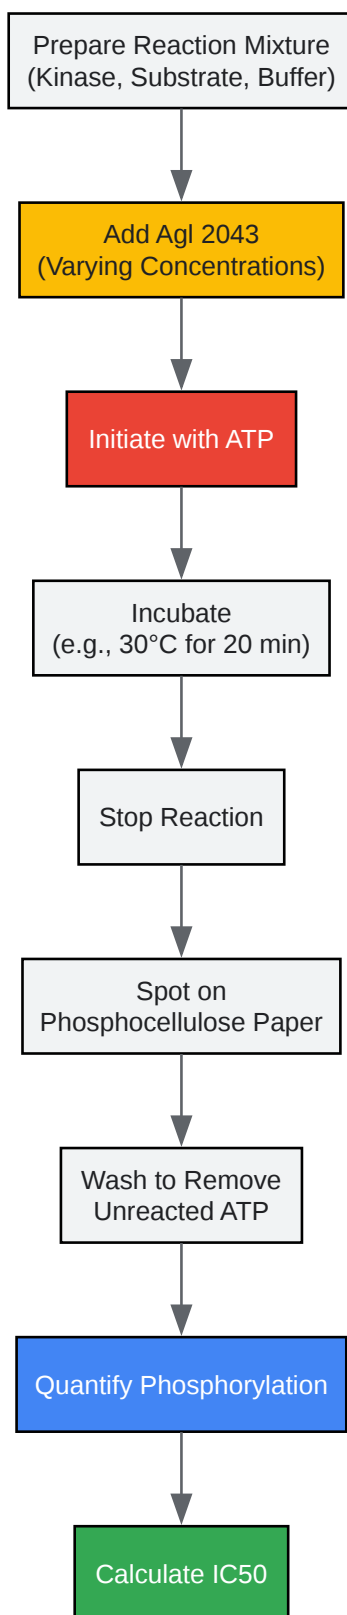 Prepare Reaction Mixture
(Kinase, Substrate, Buffer)
Add Agl 2043
(Varying Concentrations)
Initiate with ATP
Incubate
(e.g., 30°C for 20 min)
Stop Reaction
Spot on
Phosphocellulose Paper
Wash to Remove
Unreacted ATP
Quantify Phosphorylation
Calculate IC50